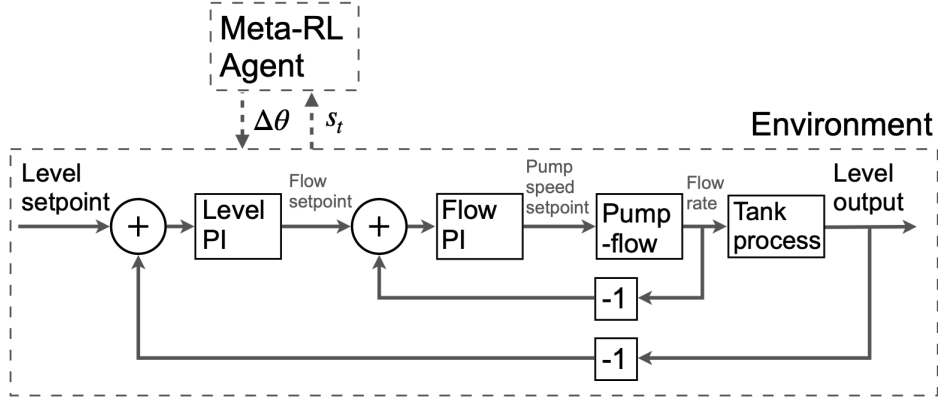 Meta-RL
Agent
Δθ
sₜ
Environment
Level
setpoint
+
Level
PI
Flow
setpoint
+
Flow
PI
Pump
speed
setpoint
Pump
-flow
Flow
rate
Tank
process
Level
output
-1
-1